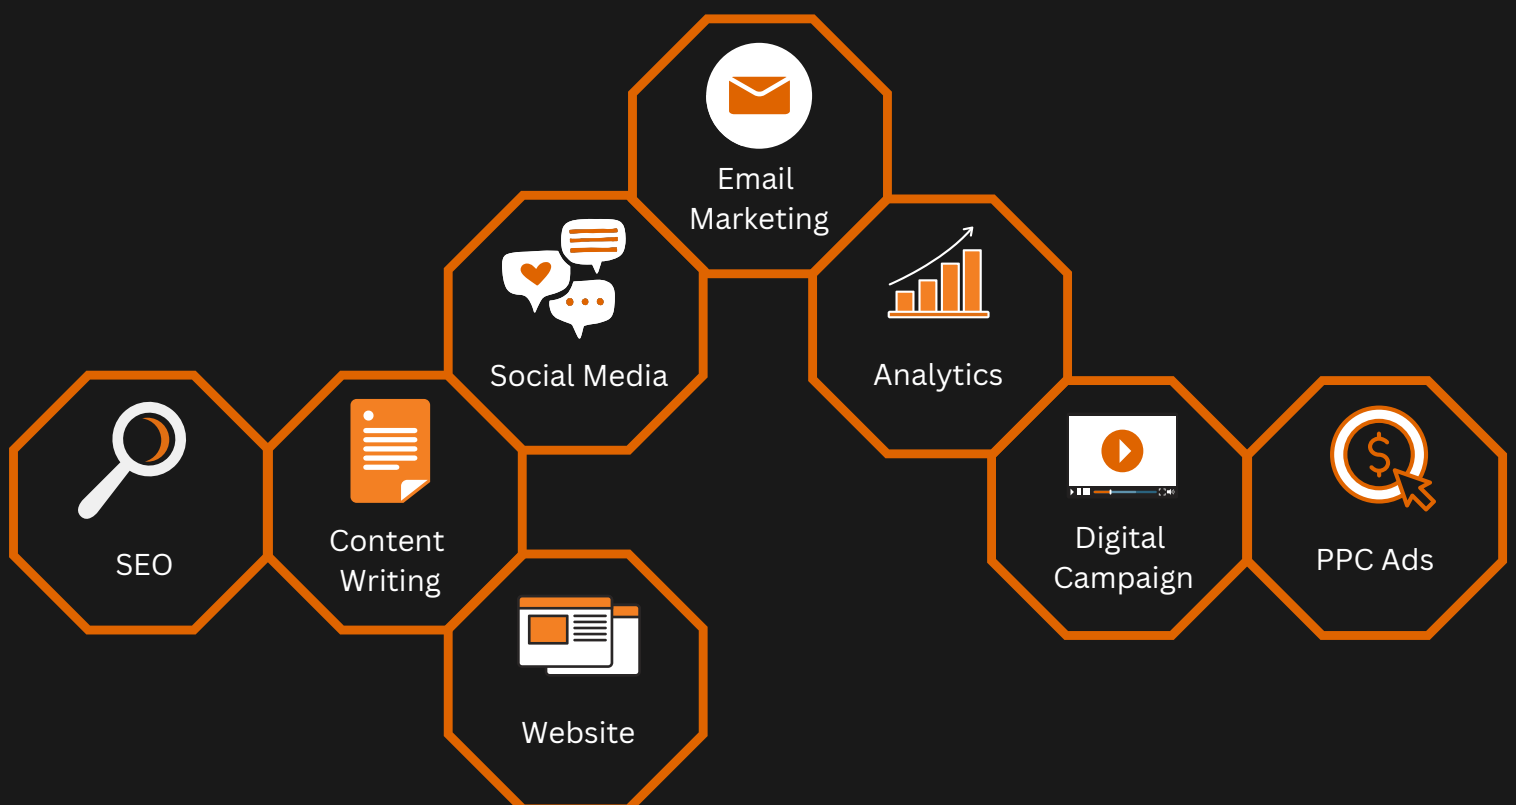 Email
Marketing
Social Media
Analytics
SEO
Content
Writing
Digital
Campaign
PPC Ads
Website